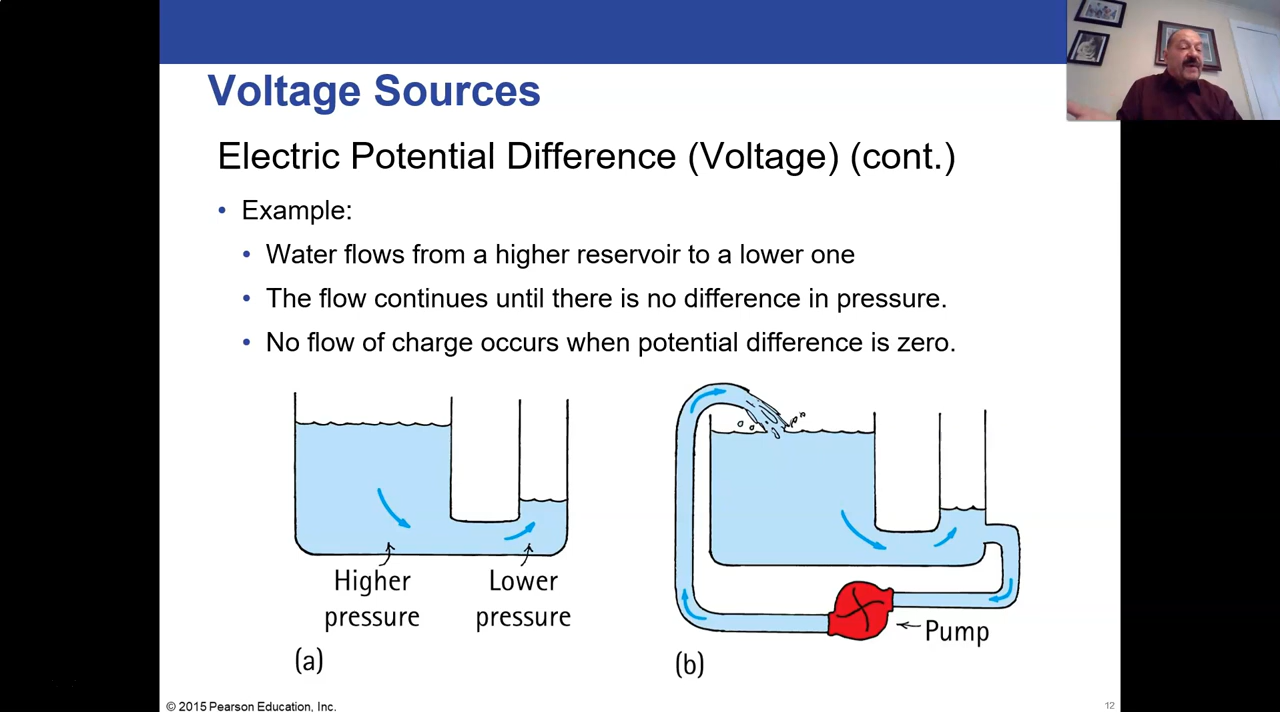 Voltage Sources
Electric Potential Difference (Voltage) (cont.)
• Example:
• Water flows from a higher reservoir to a lower one
• The flow continues until there is no difference in pressure.
• No flow of charge occurs when potential difference is zero.
Higher
pressure
Lower
pressure
(a)
Pump
(b)
© 2015 Pearson Education, Inc.
12